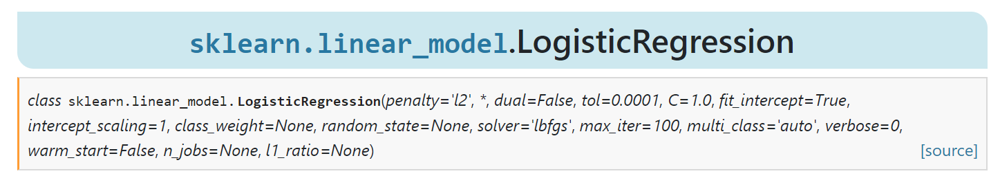 sklearn.linear_model.LogisticRegression
class sklearn.linear_model.LogisticRegression(penalty='l2', *, dual=False, tol=0.0001, C=1.0, fit_intercept=True,
intercept_scaling=1, class_weight=None, random_state=None, solver='lbfgs', max_iter=100, multi_class='auto', verbose=0,
warm_start=False, n_jobs=None, l1_ratio=None) [source]